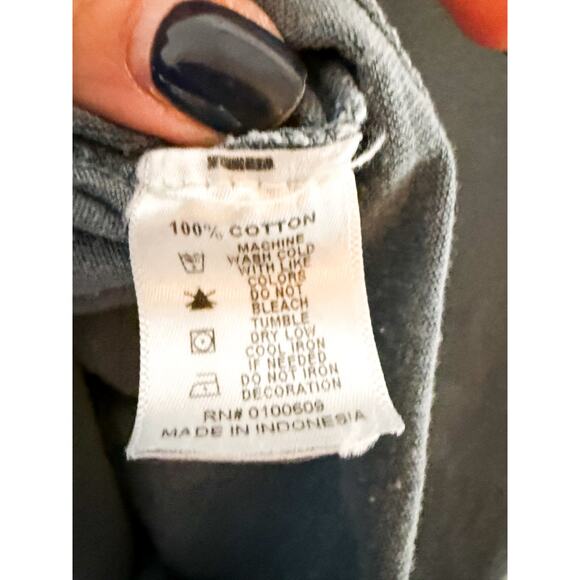 100% COTTON
MACHINE
WASH COLD
WITH LIKE
COLORS
DO NOT
BLEACH
TUMBLE
DRY LOW
COOL IRON
IF NEEDED
DO NOT IRON
DECORATION
RN# 0100609
MADE IN INDONESIA